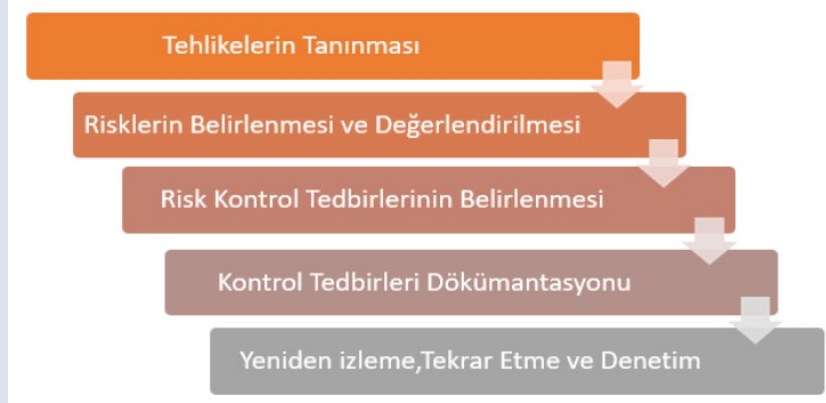 Tehlikelerin Tanınması
Risklerin Belirlenmesi ve Değerlendirilmesi
Risk Kontrol Tedbirlerinin Belirlenmesi
Kontrol Tedbirleri Dökümantasyonu
Yeniden izleme,Tekrar Etme ve Denetim